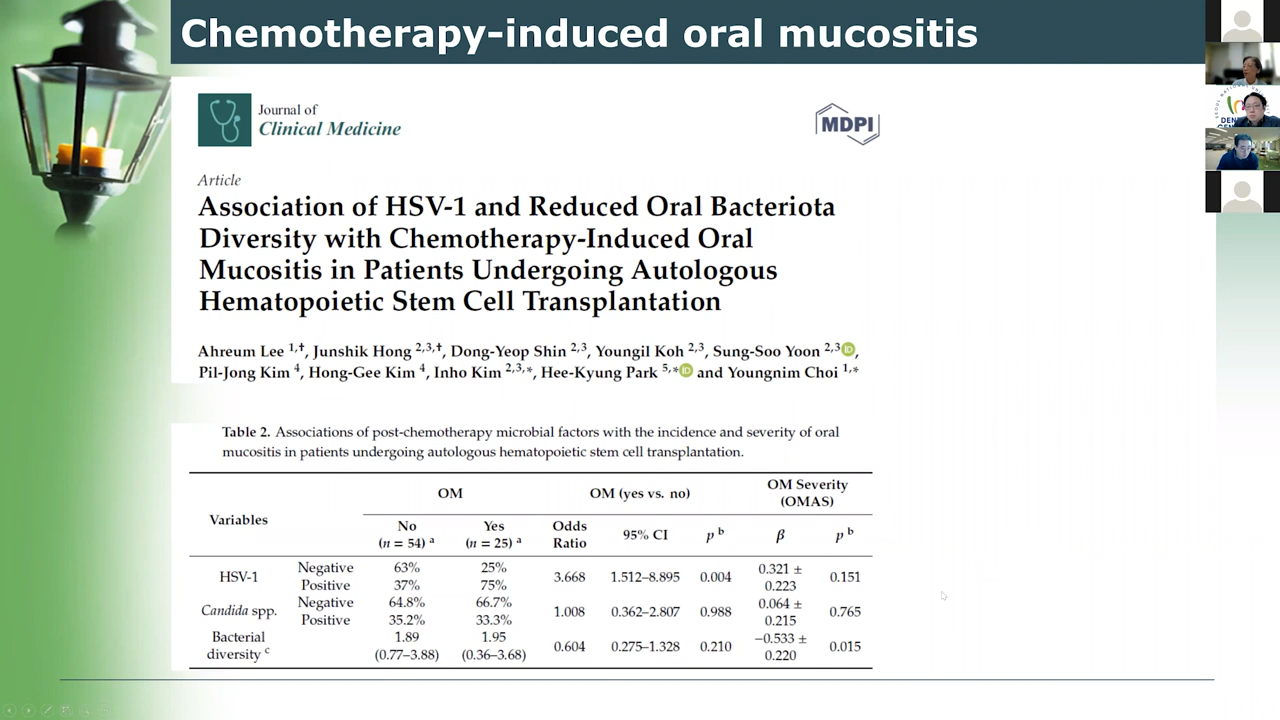 Chemotherapy-induced oral mucositis
Journal of
Clinical Medicine
MDPI
Article
Association of HSV-1 and Reduced Oral Bacteriota
Diversity with Chemotherapy-Induced Oral
Mucositis in Patients Undergoing Autologous
Hematopoietic Stem Cell Transplantation
Ahreum Lee 1,†, Junshik Hong 2,3,†, Dong-Yeop Shin 2,3, Youngil Koh 2,3, Sung-Soo Yoon 2,3 iD,
Pil-Jong Kim 4, Hong-Gee Kim 4, Inho Kim 2,3,*, Hee-Kyung Park 5,* iD and Youngnim Choi 1,*
Table 2. Associations of post-chemotherapy microbial factors with the incidence and severity of oral
mucositis in patients undergoing autologous hematopoietic stem cell transplantation.
Variables OM OM (yes vs. no) OM Severity
(OMAS)
No Yes Odds 95% CI p b β p b
(n = 54) a (n = 25) a Ratio
HSV-1 Negative 63% 25% 3.668 1.512–8.895 0.004 0.321 ± 0.151
Positive 37% 75% 0.223
Candida spp. Negative 64.8% 66.7% 1.008 0.362–2.807 0.988 0.064 ± 0.765
Positive 35.2% 33.3% 0.215
Bacterial 1.89 1.95 0.604 0.275–1.328 0.210 −0.533 ± 0.015
diversity c (0.77–3.88) (0.36–3.68) 0.220